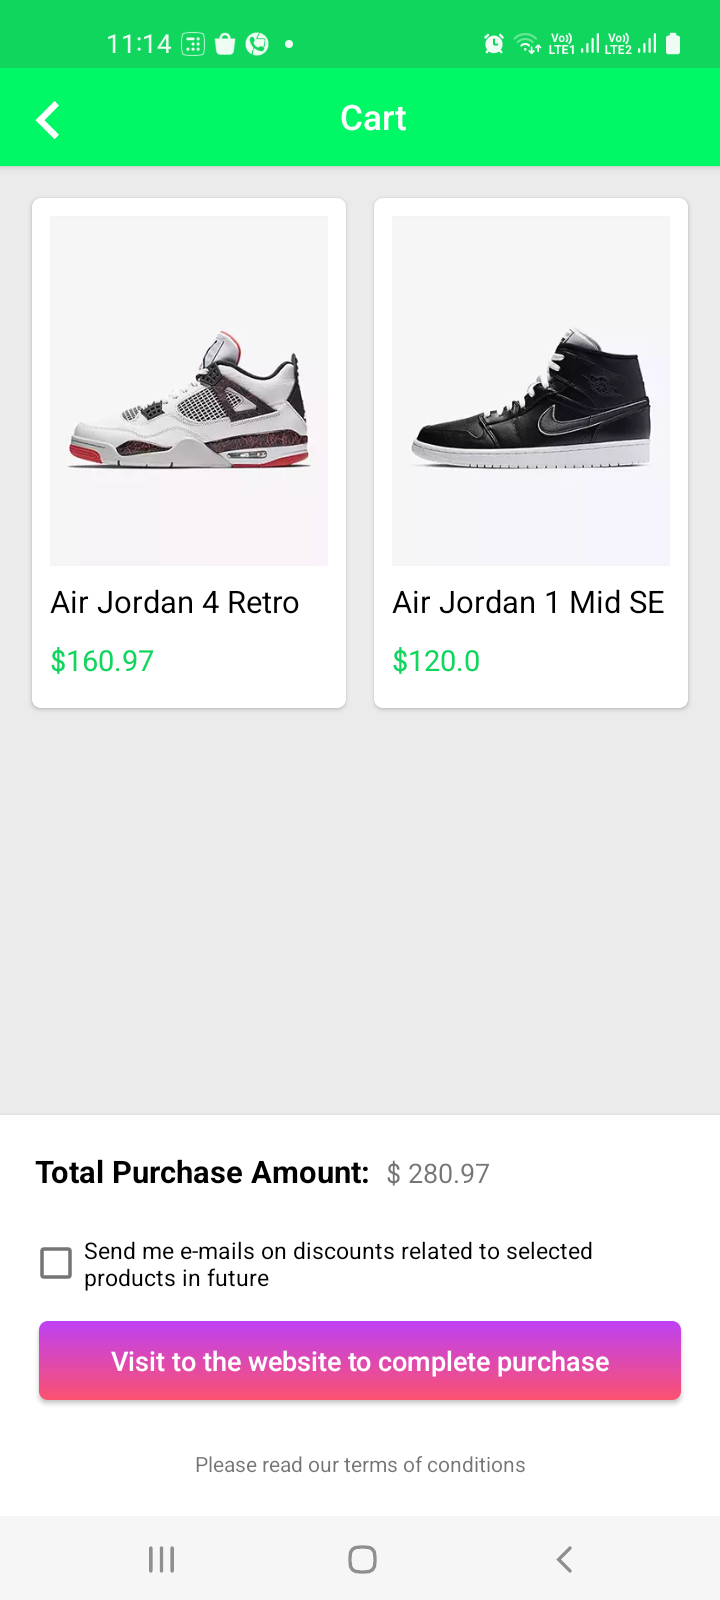 11:14
Vo)) LTE1 Vo)) LTE2
Cart
Air Jordan 4 Retro
$160.97
Air Jordan 1 Mid SE
$120.0
Total Purchase Amount: $ 280.97
Send me e-mails on discounts related to selected
products in future
Visit to the website to complete purchase
Please read our terms of conditions